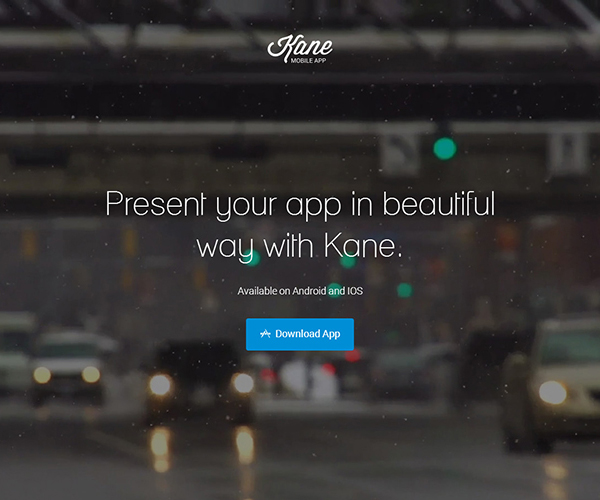 Kane
MOBILE APP
Present your app in beautiful
way with Kane.
Available on Android and IOS
Download App